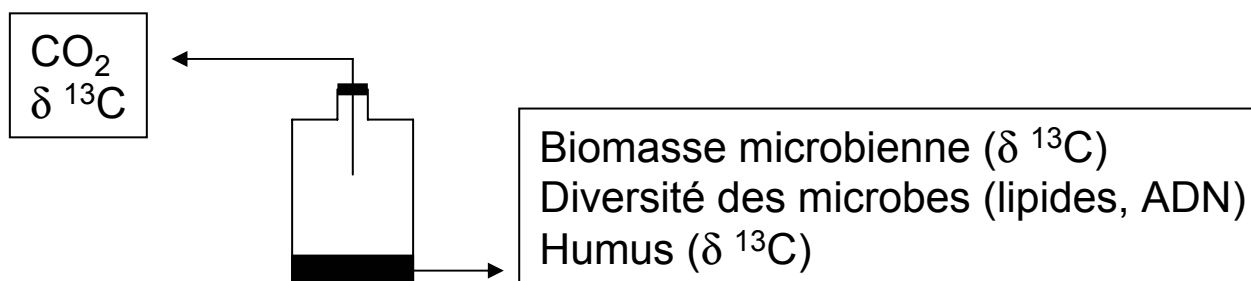 CO₂
δ ¹³C
Biomasse microbienne (δ ¹³C)
Diversité des microbes (lipides, ADN)
Humus (δ ¹³C)